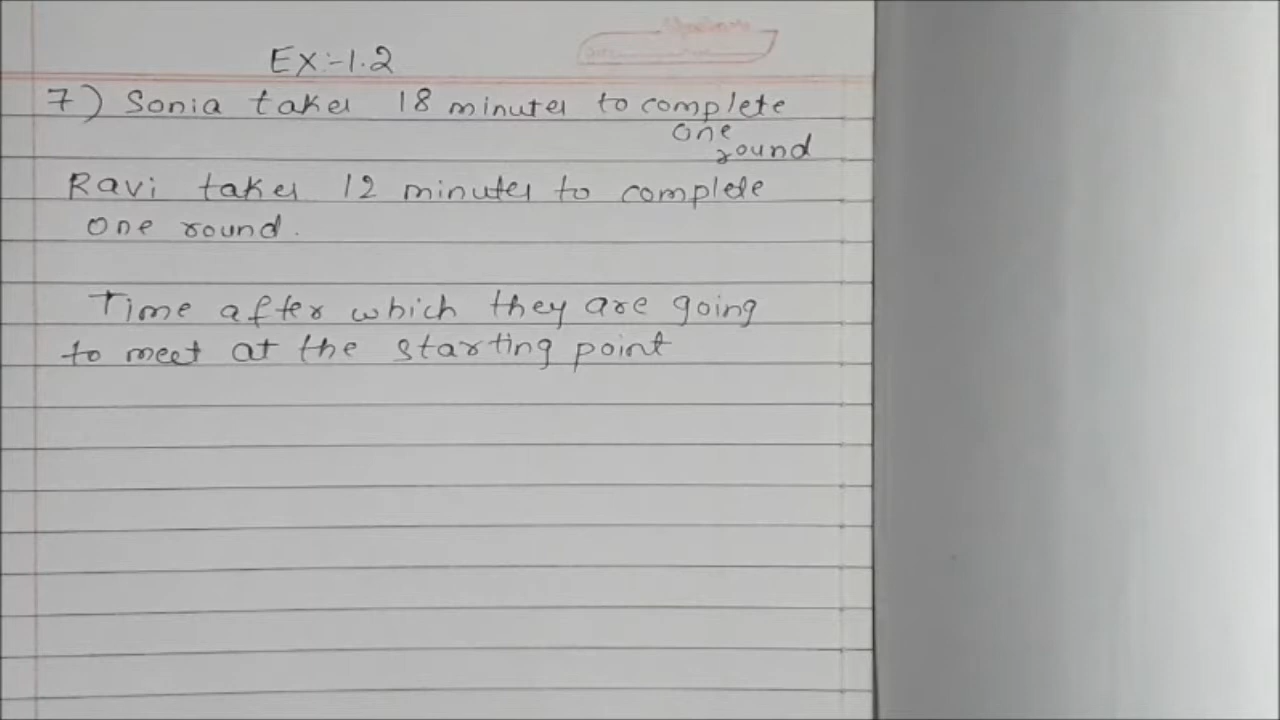 EX:-1.2
7) Sonia takes 18 minutes to complete
one
round
Ravi takes 12 minutes to complete
one round.
Time after which they are going
to meet at the starting point